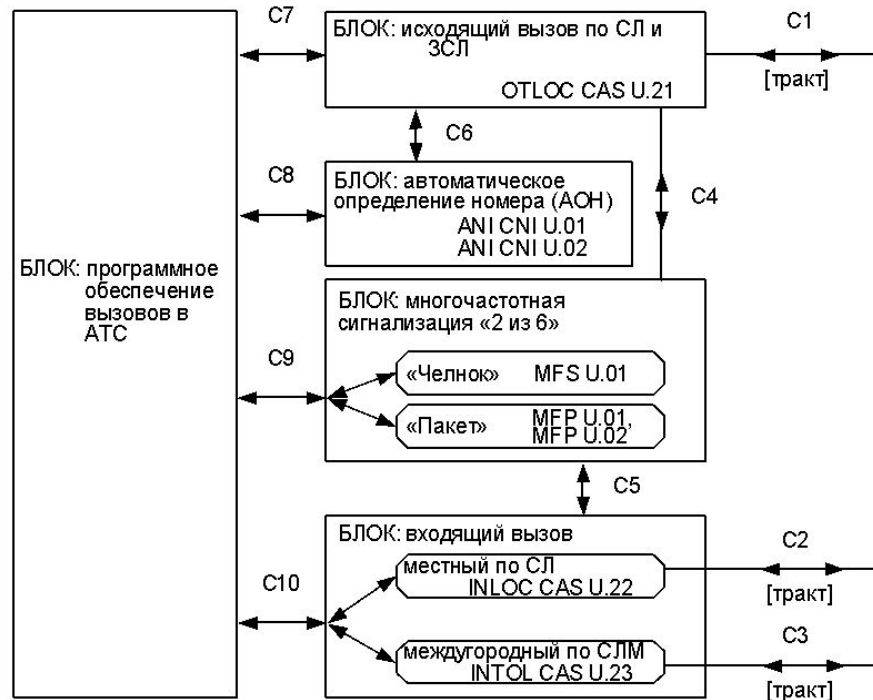 C7
БЛОК: исходящий вызов по СЛ и
ЗСЛ
OTLOC CAS U.21
C1
[тракт]
C6
C8
БЛОК: автоматическое
определение номера (АОН)
ANI CNI U.01
ANI CNI U.02
C4
БЛОК: программное
обеспечение
вызовов в
АТС
БЛОК: многочастотная
сигнализация «2 из 6»
C9
«Челнок» MFS U.01
«Пакет» MFP U.01,
MFP U.02
C5
БЛОК: входящий вызов
C10
местный по СЛ
INLOC CAS U.22
C2
[тракт]
междугородный по СЛМ
INTOL CAS U.23
C3
[тракт]